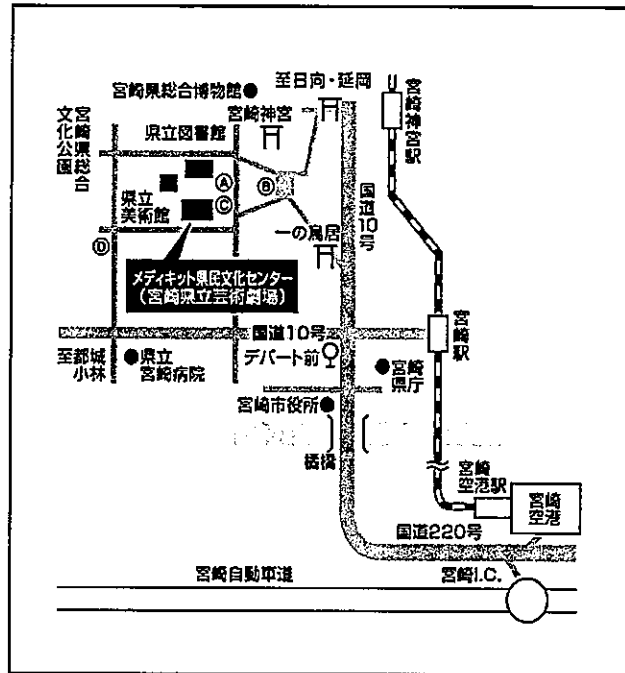 至日向・延岡
宮崎県総合博物館
宮崎神宮
宮崎県総合
文化公園
県立図書館
宮崎神宮駅
Ⓐ
Ⓑ
県立
美術館
Ⓒ
国道10号
Ⓓ
一の鳥居
メディキット県民文化センター
(宮崎県立芸術劇場)
国道10号
宮崎駅
至都城
小林
県立
宮崎病院
デパート前
宮崎
県庁
宮崎市役所
橘橋
宮崎
空港駅
宮崎
空港
国道220号
宮崎自動車道
宮崎I.C.